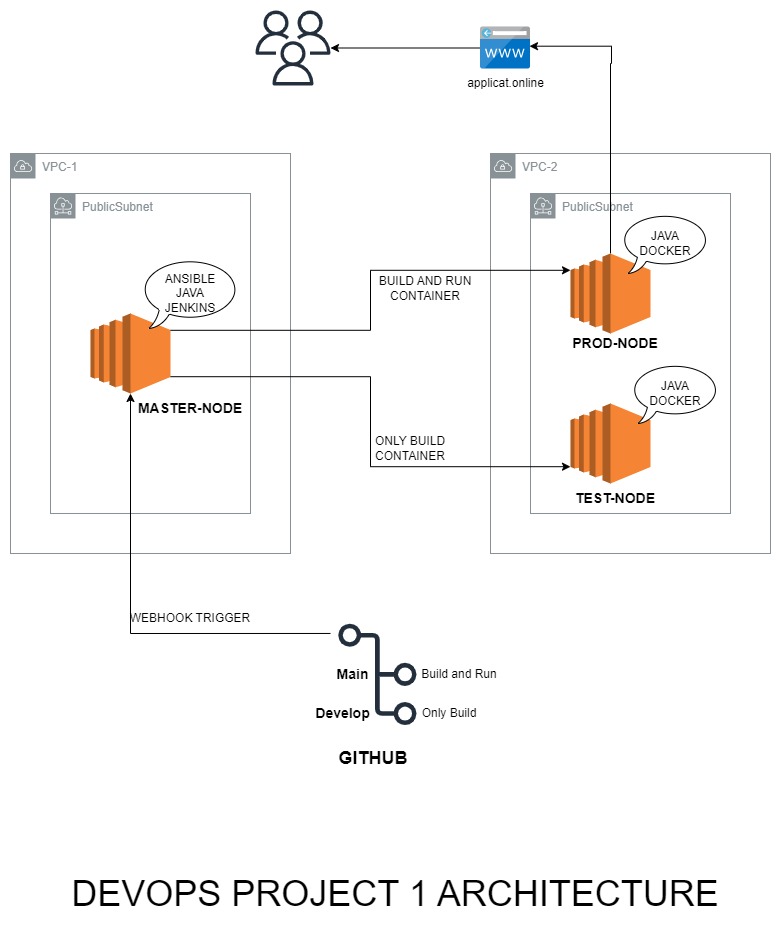 www
applicat.online
VPC-1
PublicSubnet
ANSIBLE
JAVA
JENKINS
MASTER-NODE
BUILD AND RUN
CONTAINER
ONLY BUILD
CONTAINER
VPC-2
PublicSubnet
JAVA
DOCKER
PROD-NODE
JAVA
DOCKER
TEST-NODE
WEBHOOK TRIGGER
Main
Build and Run
Develop
Only Build
GITHUB
DEVOPS PROJECT 1 ARCHITECTURE